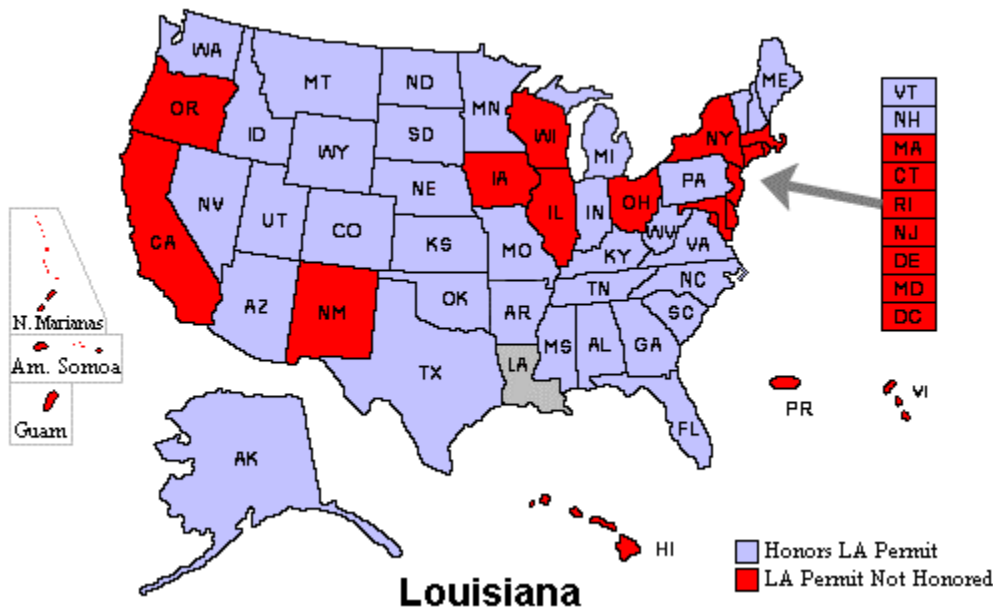 WA
MT
ND
MN
ME
OR
ID
SD
WI
NY
WY
MI
NV
UT
CO
NE
IA
IL
IN
OH
PA
WV
VA
CA
KS
MO
KY
TN
NC
SC
AZ
NM
OK
AR
MS
AL
GA
TX
LA
FL
AK
HI
PR
VI
VT
NH
MA
CT
RI
NJ
DE
MD
DC
N. Marianas
Am. Somoa
Guam
Honors LA Permit
LA Permit Not Honored
Louisiana